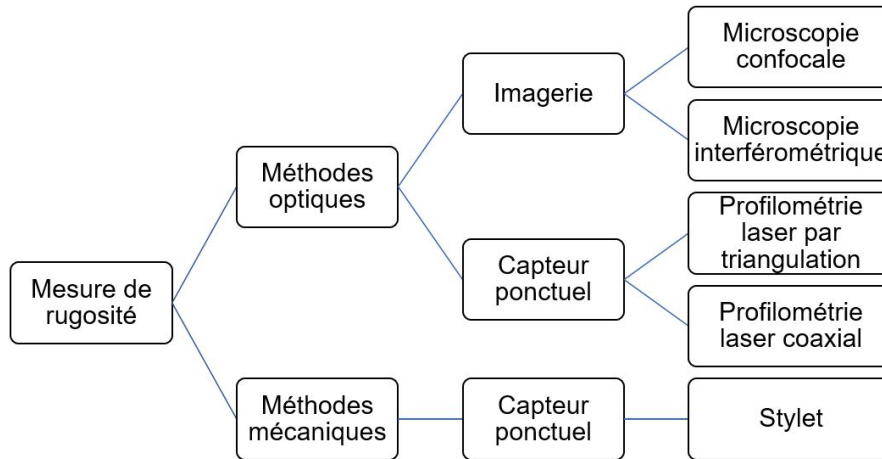 Mesure de
rugosité
Méthodes
optiques
Imagerie
Microscopie
confocale
Microscopie
interférométrique
Capteur
ponctuel
Profilométrie
laser par
triangulation
Profilométrie
laser coaxial
Méthodes
mécaniques
Capteur
ponctuel
Stylet